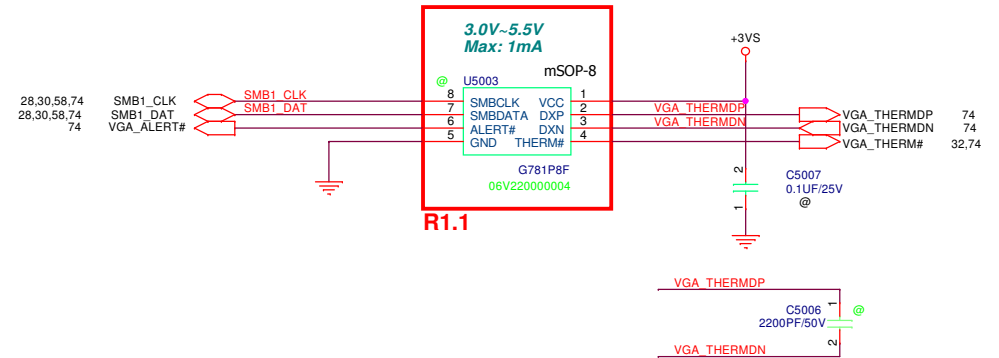 3.0V~5.5V
Max: 1mA
+3VS
mSOP-8
@
U5003
28,30,58,74 SMB1_CLK SMB1_CLK 8 SMBCLK VCC 1
28,30,58,74 SMB1_DAT SMB1_DAT 7 SMBDATA DXP 2 VGA_THERMDP VGA_THERMDP 74
74 VGA_ALERT# 6 ALERT# DXN 3 VGA_THERMDN VGA_THERMDN 74
5 GND THERM# 4 VGA_THERM# 32,74
G781P8F
06V220000004
R1.1
2
C5007
0.1UF/25V
@
1
VGA_THERMDP
1
C5006
@
2200PF/50V
2
VGA_THERMDN